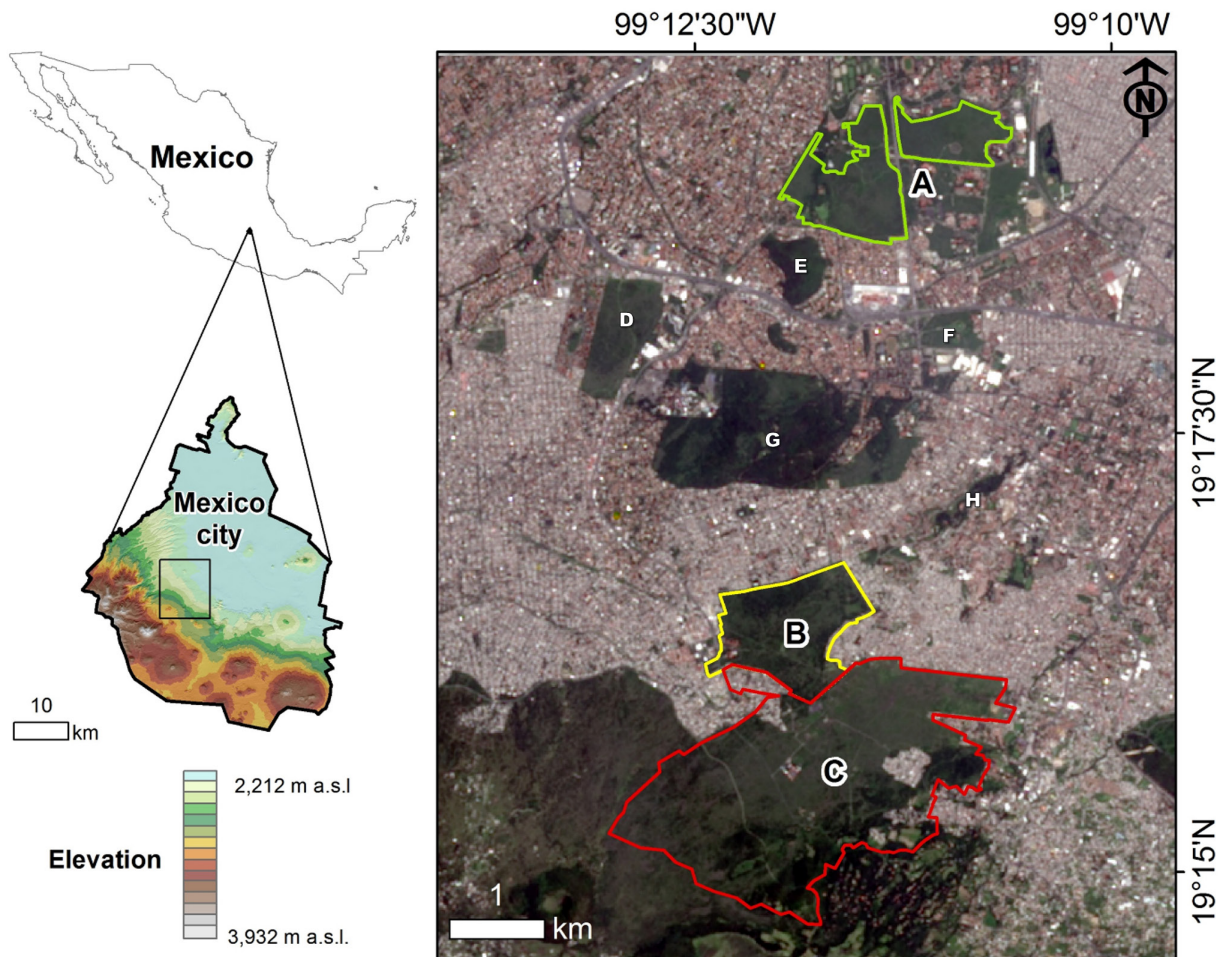 99°12'30"W
99°10'W
N
Mexico
A
E
D
F
19°17'30"N
G
H
Mexico
city
B
10
km
C
2,212 m a.s.l
Elevation
19°15'N
1
km
3,932 m a.s.l.